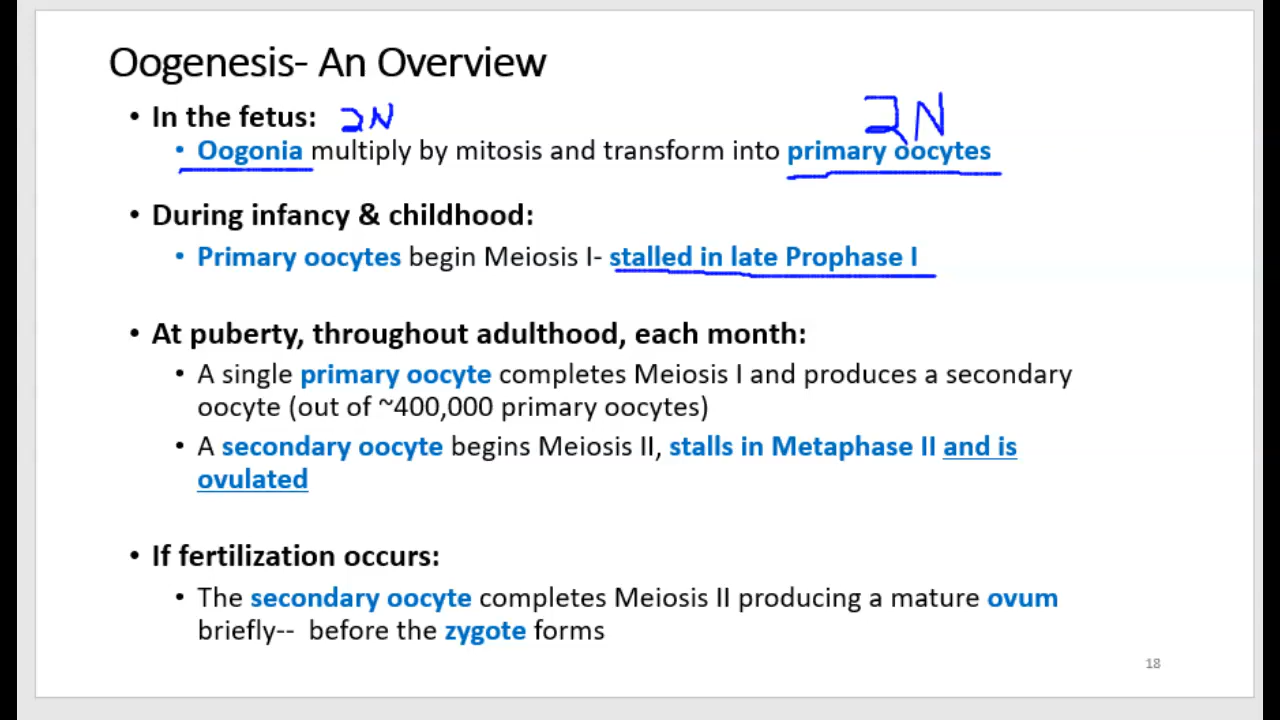 Oogenesis- An Overview
• In the fetus: 2N
2N
• Oogonia multiply by mitosis and transform into primary oocytes
• During infancy & childhood:
• Primary oocytes begin Meiosis I- stalled in late Prophase I
• At puberty, throughout adulthood, each month:
• A single primary oocyte completes Meiosis I and produces a secondary
oocyte (out of ~400,000 primary oocytes)
• A secondary oocyte begins Meiosis II, stalls in Metaphase II and is
ovulated
• If fertilization occurs:
• The secondary oocyte completes Meiosis II producing a mature ovum
briefly-- before the zygote forms
18